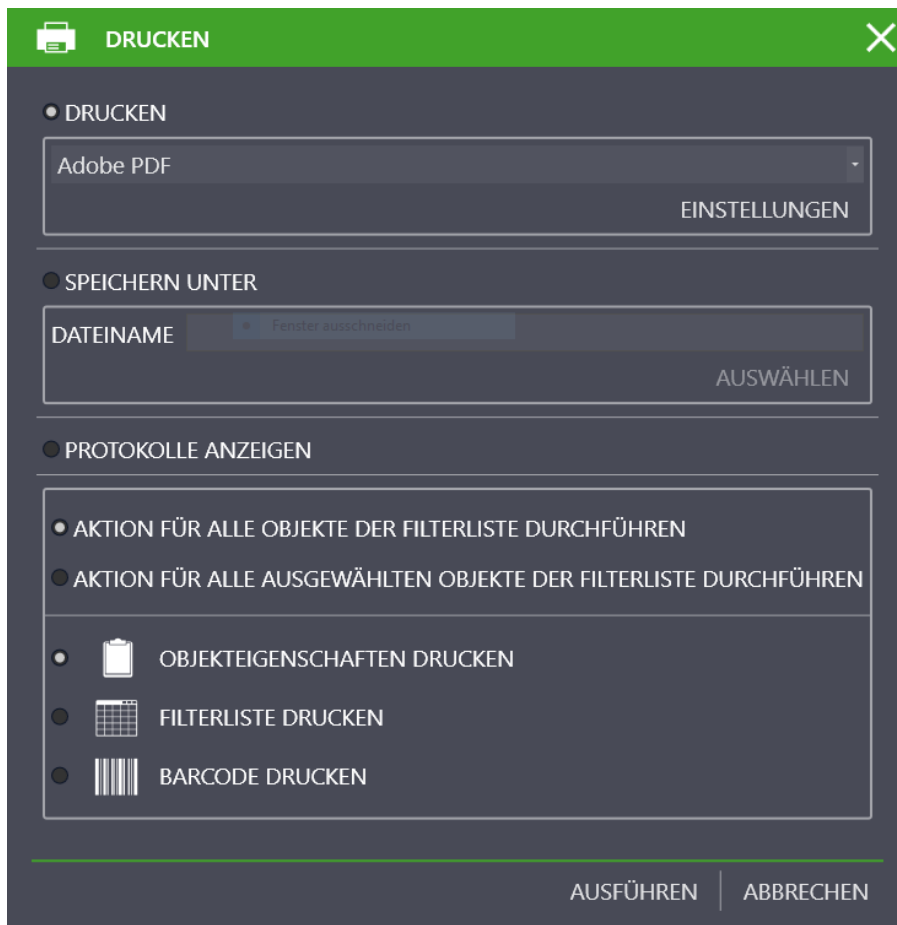 DRUCKEN
DRUCKEN
Adobe PDF
EINSTELLUNGEN
SPEICHERN UNTER
Fenster ausschneiden
DATEINAME
AUSWÄHLEN
PROTOKOLLE ANZEIGEN
AKTION FÜR ALLE OBJEKTE DER FILTERLISTE DURCHFÜHREN
AKTION FÜR ALLE AUSGEWÄHLTEN OBJEKTE DER FILTERLISTE DURCHFÜHREN
OBJEKTEIGENSCHAFTEN DRUCKEN
FILTERLISTE DRUCKEN
BARCODE DRUCKEN
AUSFÜHREN ABBRECHEN